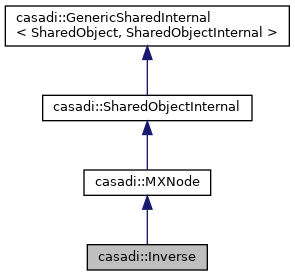 casadi::GenericSharedInternal
< SharedObject, SharedObjectInternal >
casadi::SharedObjectInternal
casadi::MXNode
casadi::Inverse